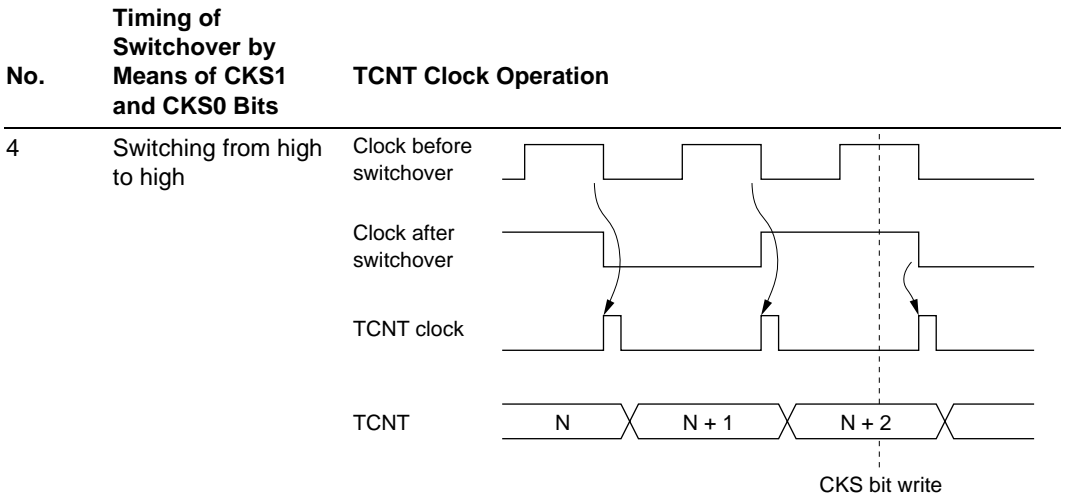 No.
Timing of
Switchover by
Means of CKS1
and CKS0 Bits
TCNT Clock Operation
4
Switching from high
to high
Clock before
switchover
Clock after
switchover
TCNT clock
TCNT
N
N + 1
N + 2
CKS bit write